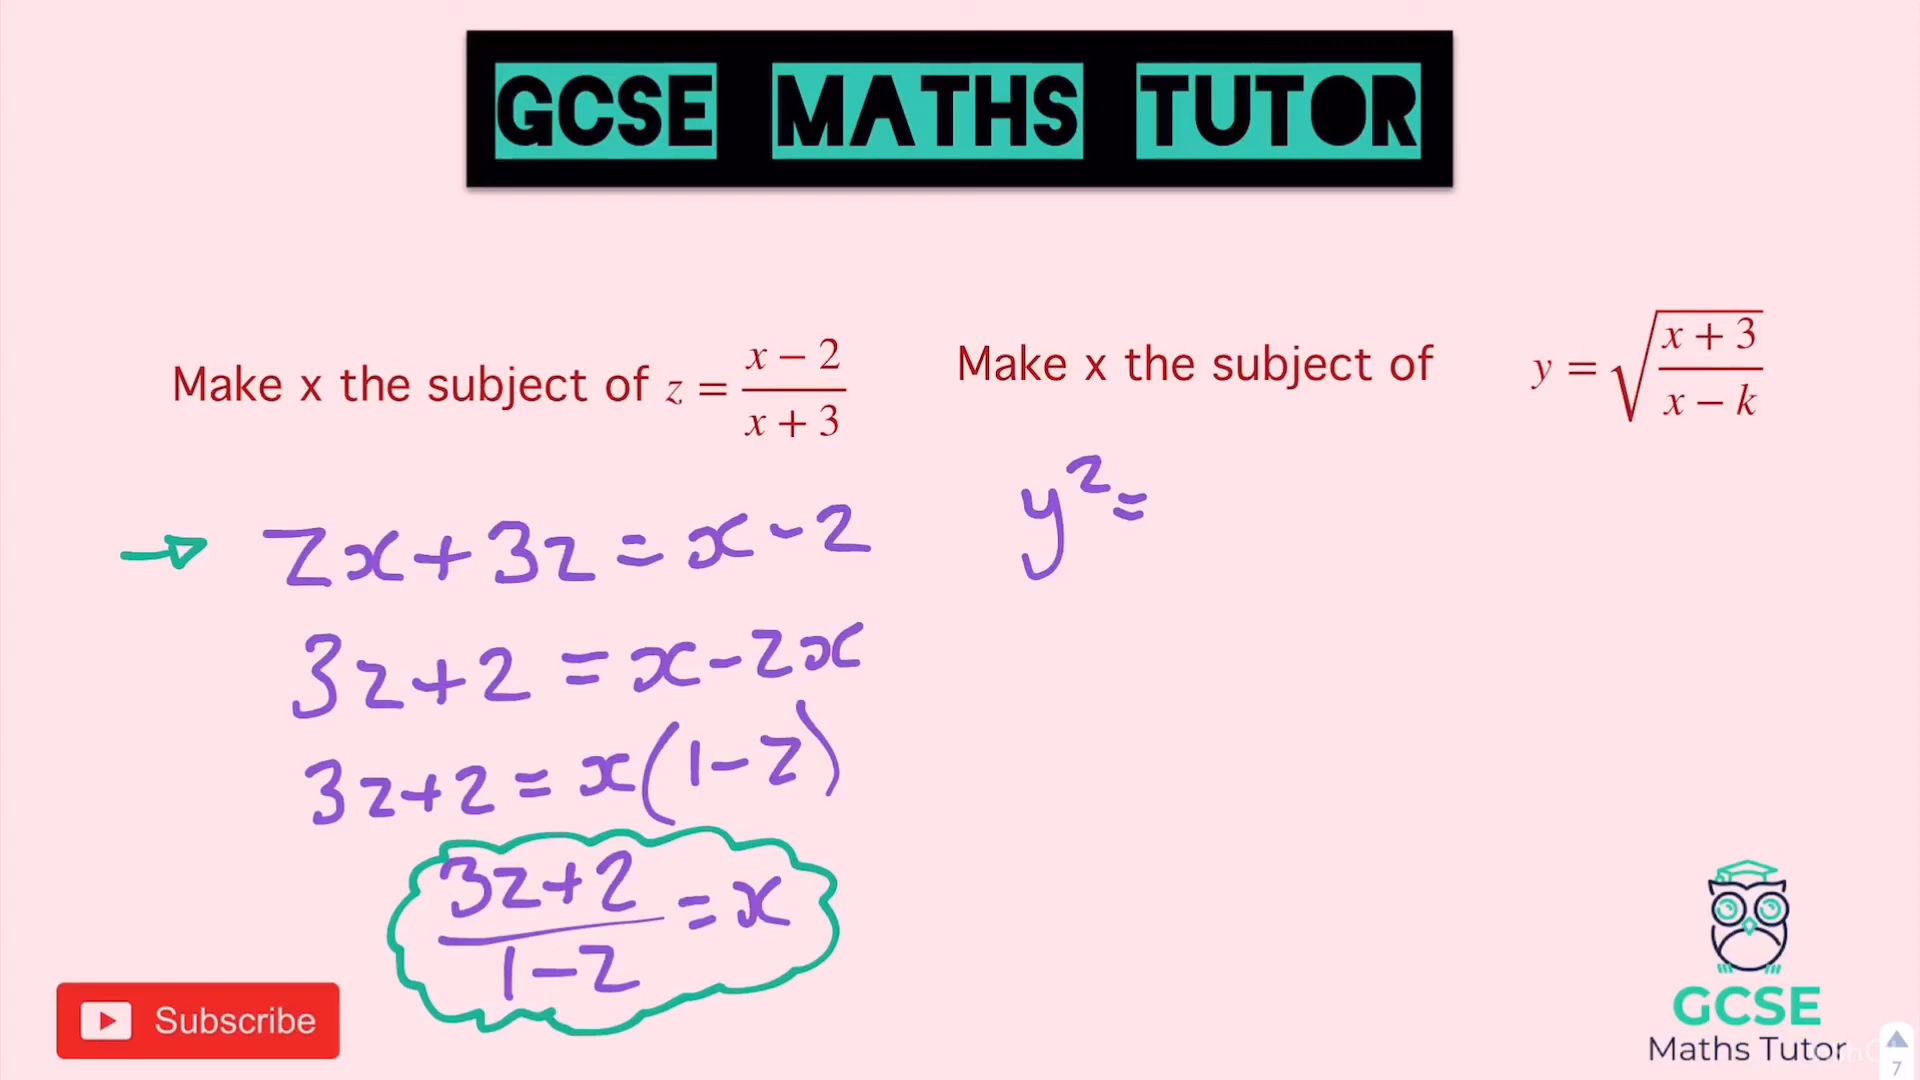 GCSE MATHS TUTOR
Make x the subject of z = (x − 2)/(x + 3)
zx + 3z = x - 2
3z + 2 = x - zx
3z + 2 = x(1 - z)
(3z + 2)/(1 - z) = x
Make x the subject of y = √((x + 3)/(x − k))
y² =
Subscribe
GCSE
Maths Tutor
7